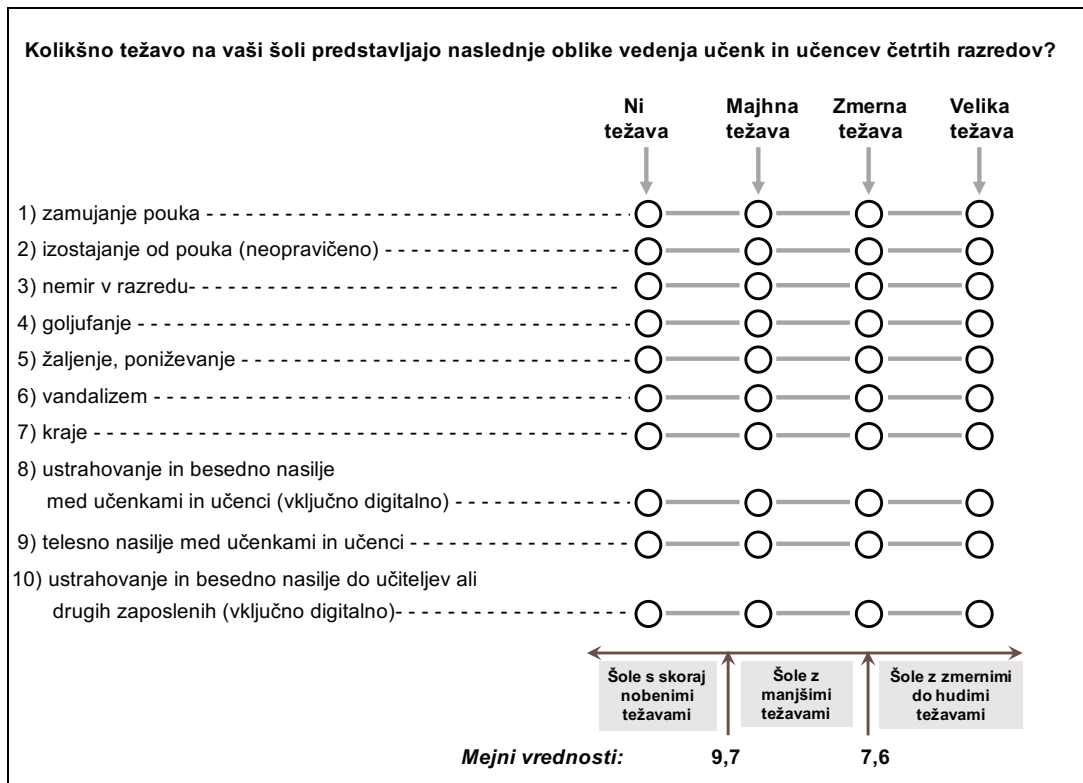 Kolikšno težavo na vaši šoli predstavljajo naslednje oblike vedenja učenk in učencev četrtih razredov?
Ni težava
Majhna težava
Zmerna težava
Velika težava
1) zamujanje pouka
2) izostajanje od pouka (neopravičeno)
3) nemir v razredu
4) goljufanje
5) žaljenje, poniževanje
6) vandalizem
7) kraje
8) ustrahovanje in besedno nasilje
med učenkami in učenci (vključno digitalno)
9) telesno nasilje med učenkami in učenci
10) ustrahovanje in besedno nasilje do učiteljev ali
drugih zaposlenih (vključno digitalno)
Šole s skoraj
nobenimi
težavami
Šole z
manjšimi
težavami
Šole z zmernimi
do hudimi
težavami
Mejni vrednosti: 9,7 7,6